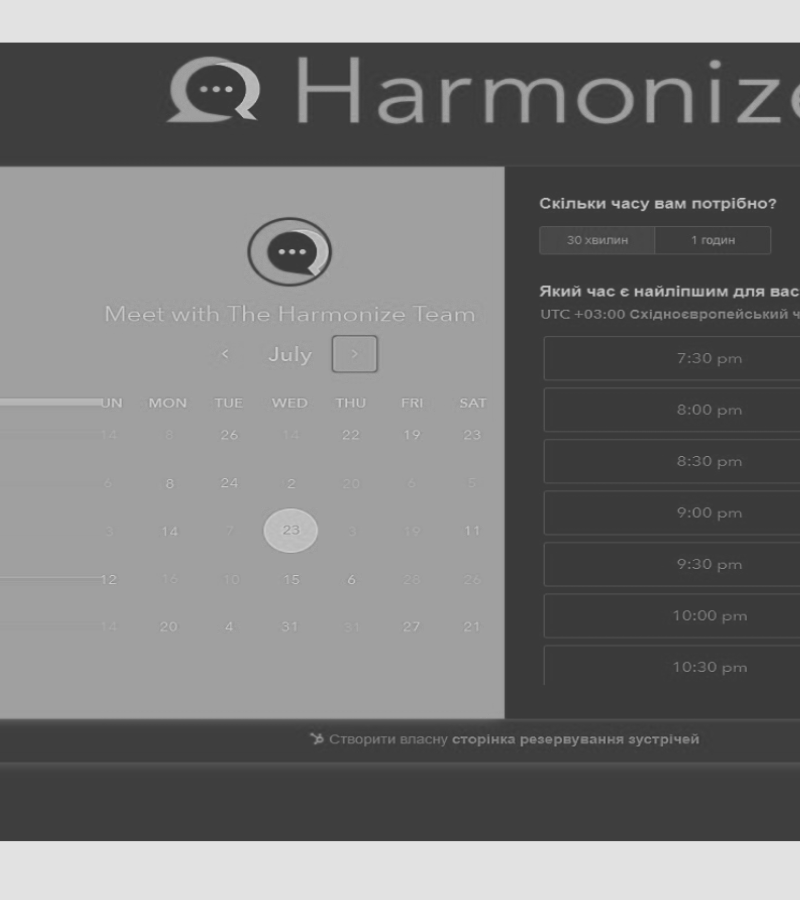 Harmonize
Meet with The Harmonize Team
July
UN MON TUE WED THU FRI SAT
14 8 26 14 22 19 23
6 8 24 2 20 6 5
3 14 7 23 3 19 11
12 16 10 15 6 28 26
14 20 4 31 31 27 21
Скільки часу вам потрібно?
30 хвилин 1 годин
Який час є найліпшим для вас
UTC +03:00 Східноєвропейський ч
7:30 pm
8:00 pm
8:30 pm
9:00 pm
9:30 pm
10:00 pm
10:30 pm
Створити власну сторінка резервування зустрічей